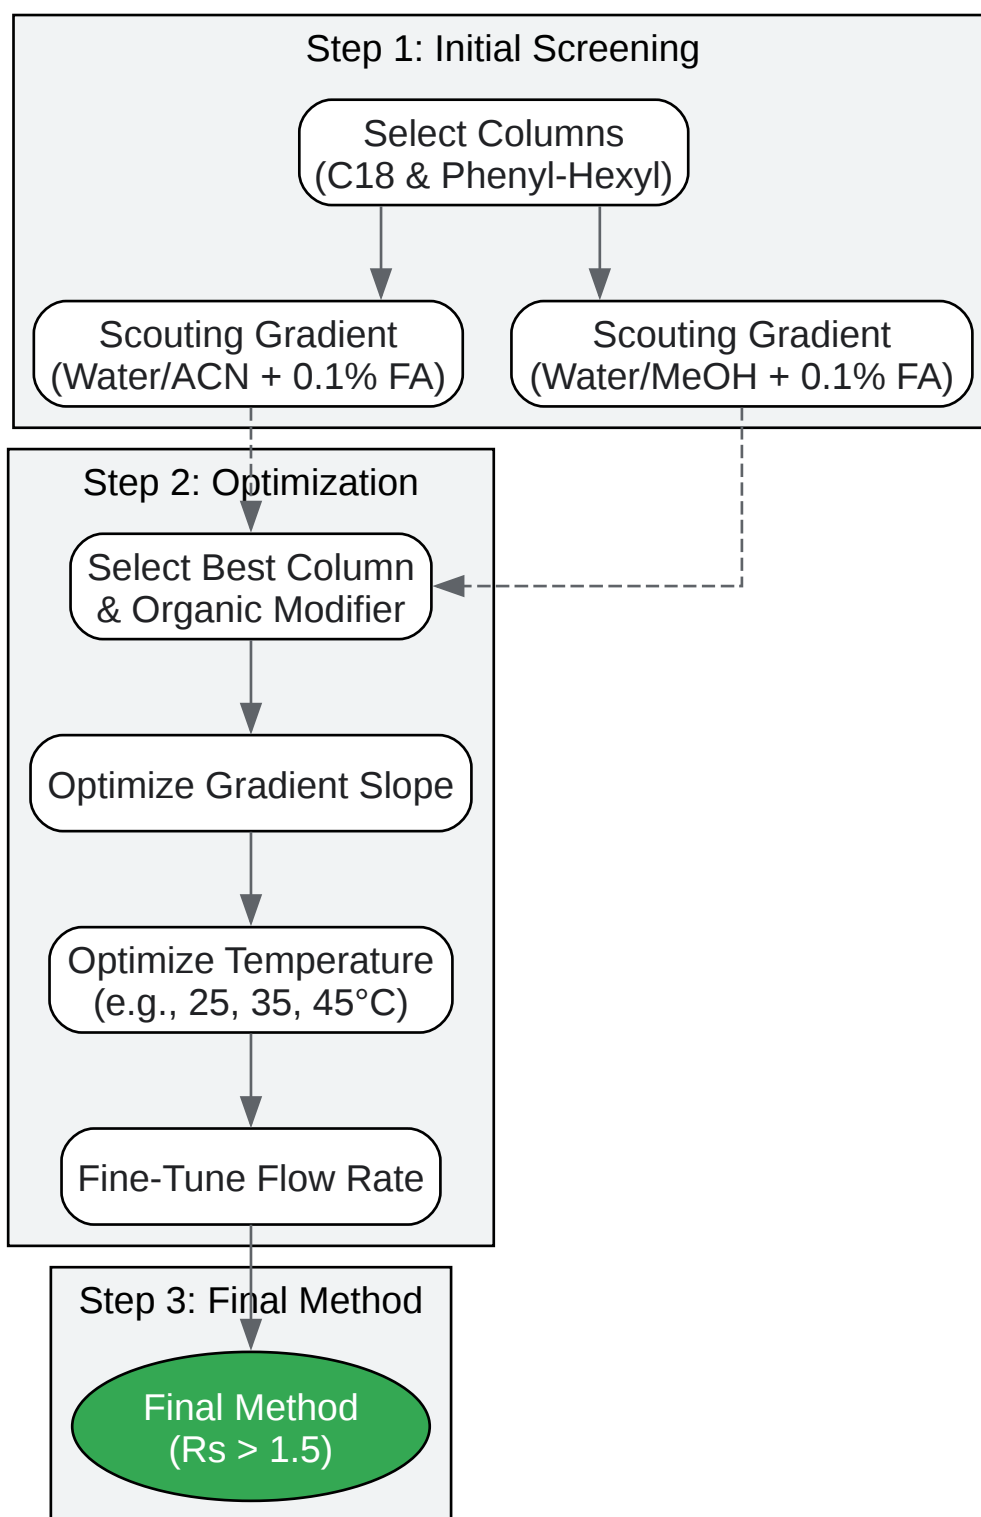 Step 1: Initial Screening
Select Columns
(C18 & Phenyl-Hexyl)
Scouting Gradient
(Water/ACN + 0.1% FA)
Scouting Gradient
(Water/MeOH + 0.1% FA)
Step 2: Optimization
Select Best Column
& Organic Modifier
Optimize Gradient Slope
Optimize Temperature
(e.g., 25, 35, 45°C)
Fine-Tune Flow Rate
Step 3: Final Method
Final Method
(Rs > 1.5)